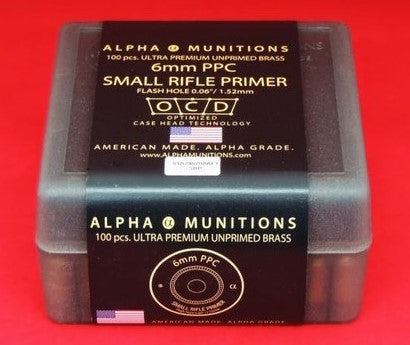 ALPHA α MUNITIONS
100 pcs. ULTRA PREMIUM UNPRIMED BRASS
6mm PPC
SMALL RIFLE PRIMER
FLASH HOLE 0.06"/ 1.52mm
OCD
OPTIMIZED
CASE HEAD TECHNOLOGY
AMERICAN MADE. ALPHA GRADE.
WWW.ALPHAMUNITIONS.COM
ALPHA α MUNITIONS
100 pcs. ULTRA PREMIUM UNPRIMED BRASS
6mm PPC
* α
SMALL RIFLE PRIMER
AMERICAN MADE. ALPHA GRADE.